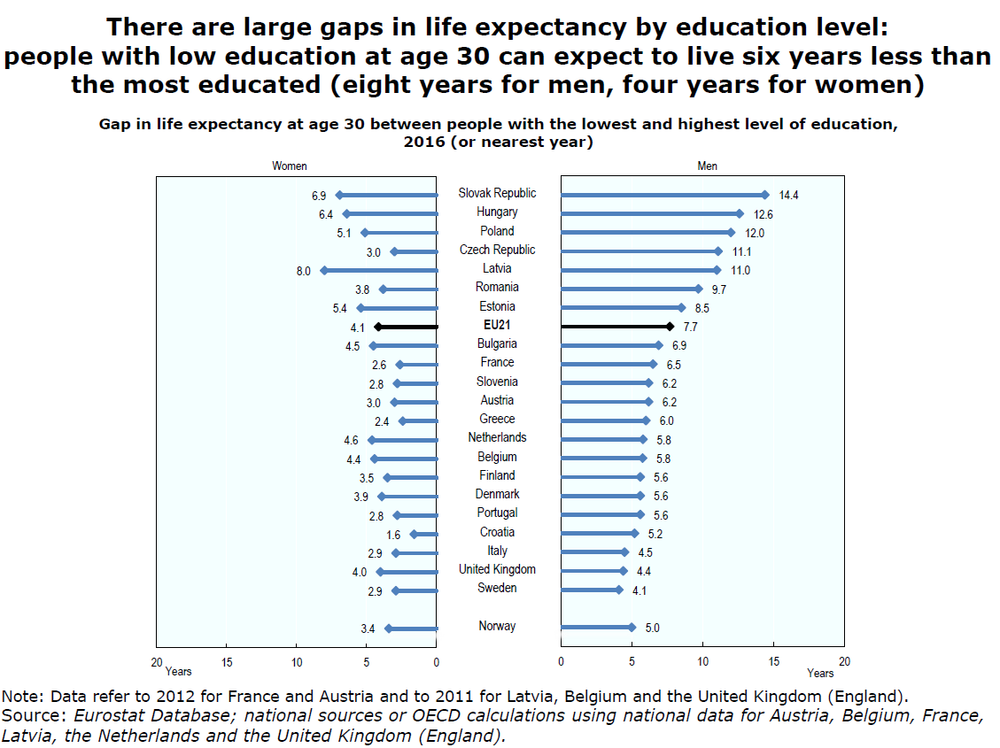 There are large gaps in life expectancy by education level:
people with low education at age 30 can expect to live six years less than
the most educated (eight years for men, four years for women)
Gap in life expectancy at age 30 between people with the lowest and highest level of education,
2016 (or nearest year)
Women Men
6.9 Slovak Republic 14.4
6.4 Hungary 12.6
5.1 Poland 12.0
3.0 Czech Republic 11.1
8.0 Latvia 11.0
3.8 Romania 9.7
5.4 Estonia 8.5
4.1 EU21 7.7
4.5 Bulgaria 6.9
2.6 France 6.5
2.8 Slovenia 6.2
3.0 Austria 6.2
2.4 Greece 6.0
4.6 Netherlands 5.8
4.4 Belgium 5.8
3.5 Finland 5.6
3.9 Denmark 5.6
2.8 Portugal 5.6
1.6 Croatia 5.2
2.9 Italy 4.5
4.0 United Kingdom 4.4
2.9 Sweden 4.1
3.4 Norway 5.0
20 15 10 5 0 0 5 10 15 20
Years Years
Note: Data refer to 2012 for France and Austria and to 2011 for Latvia, Belgium and the United Kingdom (England).
Source: Eurostat Database; national sources or OECD calculations using national data for Austria, Belgium, France,
Latvia, the Netherlands and the United Kingdom (England).